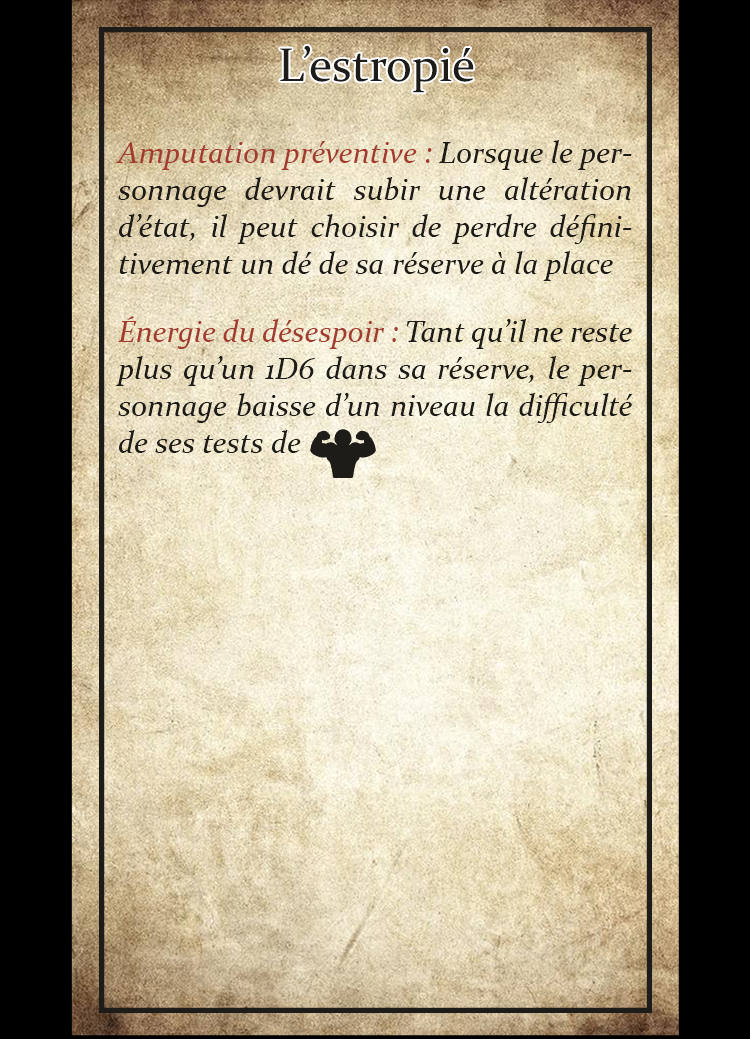 L’estropié
Amputation préventive : Lorsque le per-
sonnage devrait subir une altération
d’état, il peut choisir de perdre défini-
tivement un dé de sa réserve à la place
Énergie du désespoir : Tant qu’il ne reste
plus qu’un 1D6 dans sa réserve, le per-
sonnage baisse d’un niveau la difficulté
de ses tests de